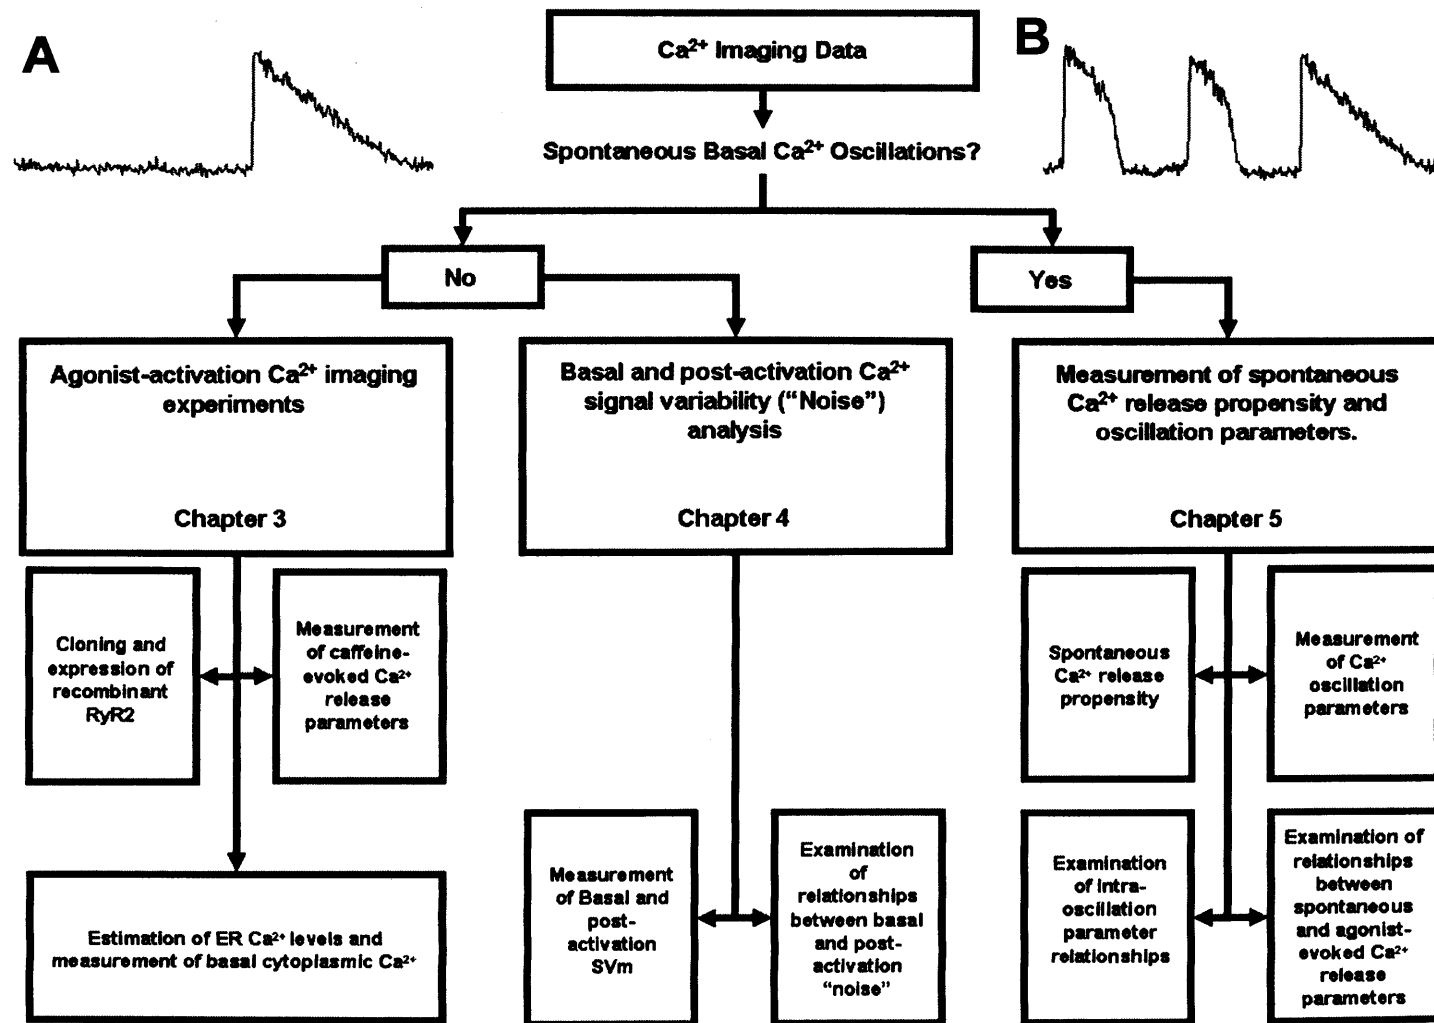 A
Ca²⁺ Imaging Data
B
Spontaneous Basal Ca²⁺ Oscillations?
No
Yes
Agonist-activation Ca²⁺ imaging
experiments
Chapter 3
Basal and post-activation Ca²⁺
signal variability (“Noise”)
analysis
Chapter 4
Measurement of spontaneous
Ca²⁺ release propensity and
oscillation parameters.
Chapter 5
Cloning and
expression of
recombinant
RyR2
Measurement
of caffeine-
evoked Ca²⁺
release
parameters
Spontaneous
Ca²⁺ release
propensity
Measurement
of Ca²⁺
oscillation
parameters
Estimation of ER Ca²⁺ levels and
measurement of basal cytoplasmic Ca²⁺
Measurement
of Basal and
post-
activation
SVm
Examination
of
relationships
between basal
and post-
activation
“noise”
Examination
of intra-
oscillation
parameter
relationships
Examination of
relationships
between
spontaneous
and agonist-
evoked Ca²⁺
release
parameters